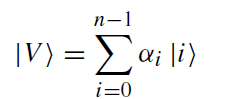 |V⟩ = ∑_{i=0}^{n−1} α_i |i⟩